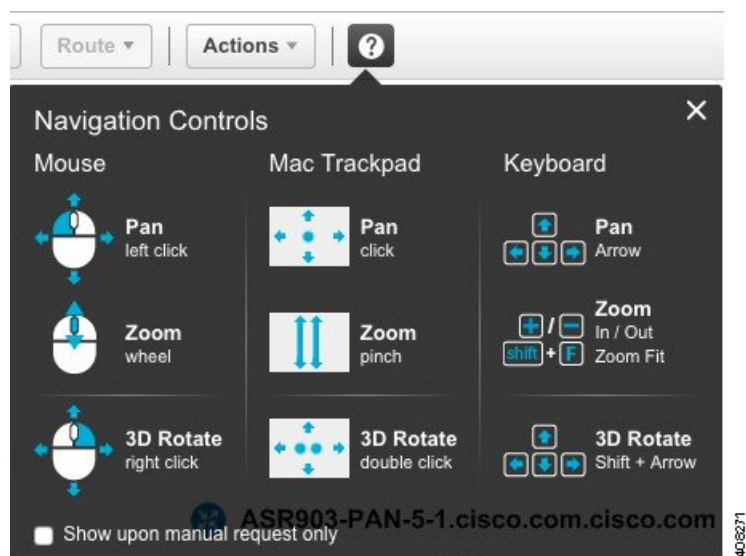 Route
Actions
?
Navigation Controls
Mouse
Mac Trackpad
Keyboard
Pan
left click
Pan
click
Pan
Arrow
Zoom
wheel
Zoom
pinch
+ / -
shift + F
Zoom
In / Out
Zoom Fit
3D Rotate
right click
3D Rotate
double click
3D Rotate
Shift + Arrow
ASR903-PAN-5-1.cisco.com.cisco.com
Show upon manual request only
408271